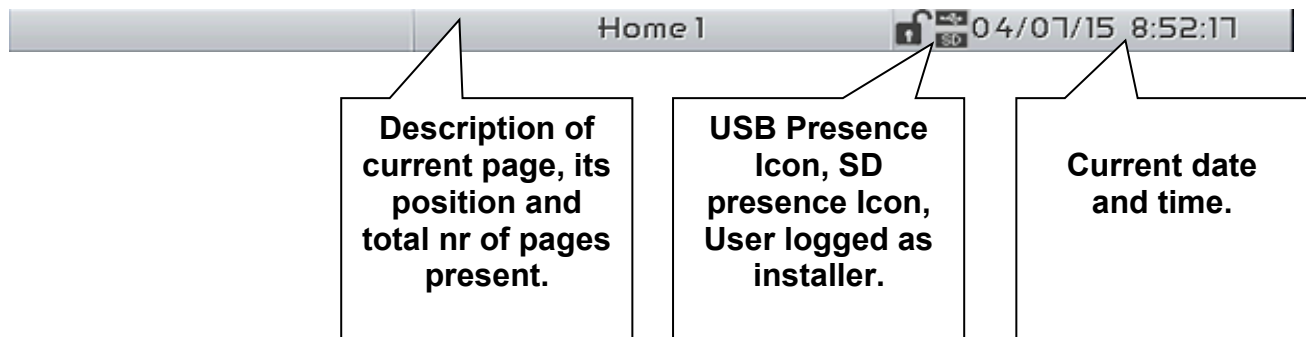 Home 1
SD
04/07/15 8:52:17
Description of
current page, its
position and
total nr of pages
present.
USB Presence
Icon, SD
presence Icon,
User logged as
installer.
Current date
and time.